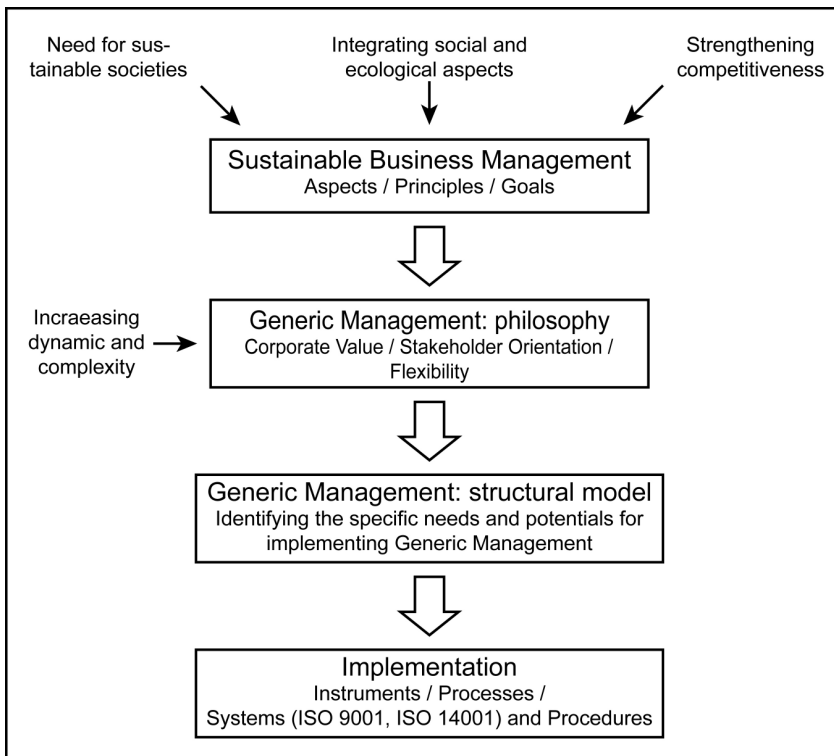 Need for sus-
tainable societies
Integrating social and
ecological aspects
Strengthening
competitiveness
Sustainable Business Management
Aspects / Principles / Goals
Incraeasing
dynamic and
complexity
Generic Management: philosophy
Corporate Value / Stakeholder Orientation /
Flexibility
Generic Management: structural model
Identifying the specific needs and potentials for
implementing Generic Management
Implementation
Instruments / Processes /
Systems (ISO 9001, ISO 14001) and Procedures